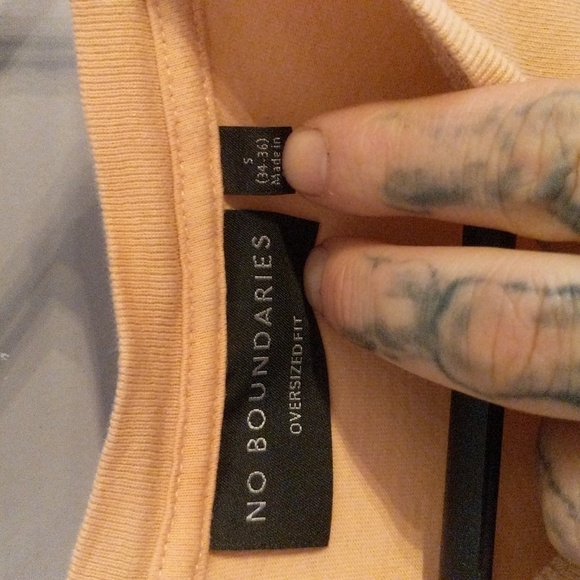 S
(34-36)
Made in
NO BOUNDARIES
OVERSIZED FIT